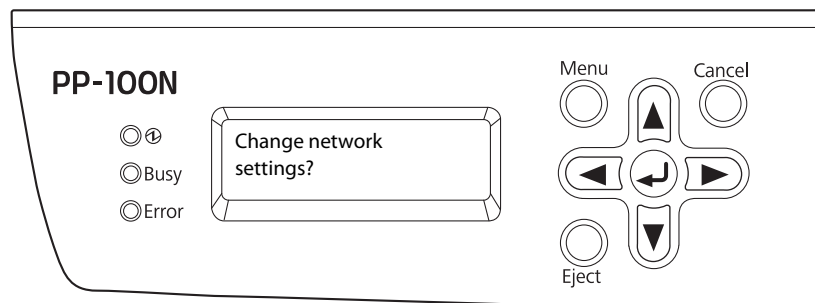 PP-100N
Menu
Cancel
Change network
settings?
Busy
Error
Eject